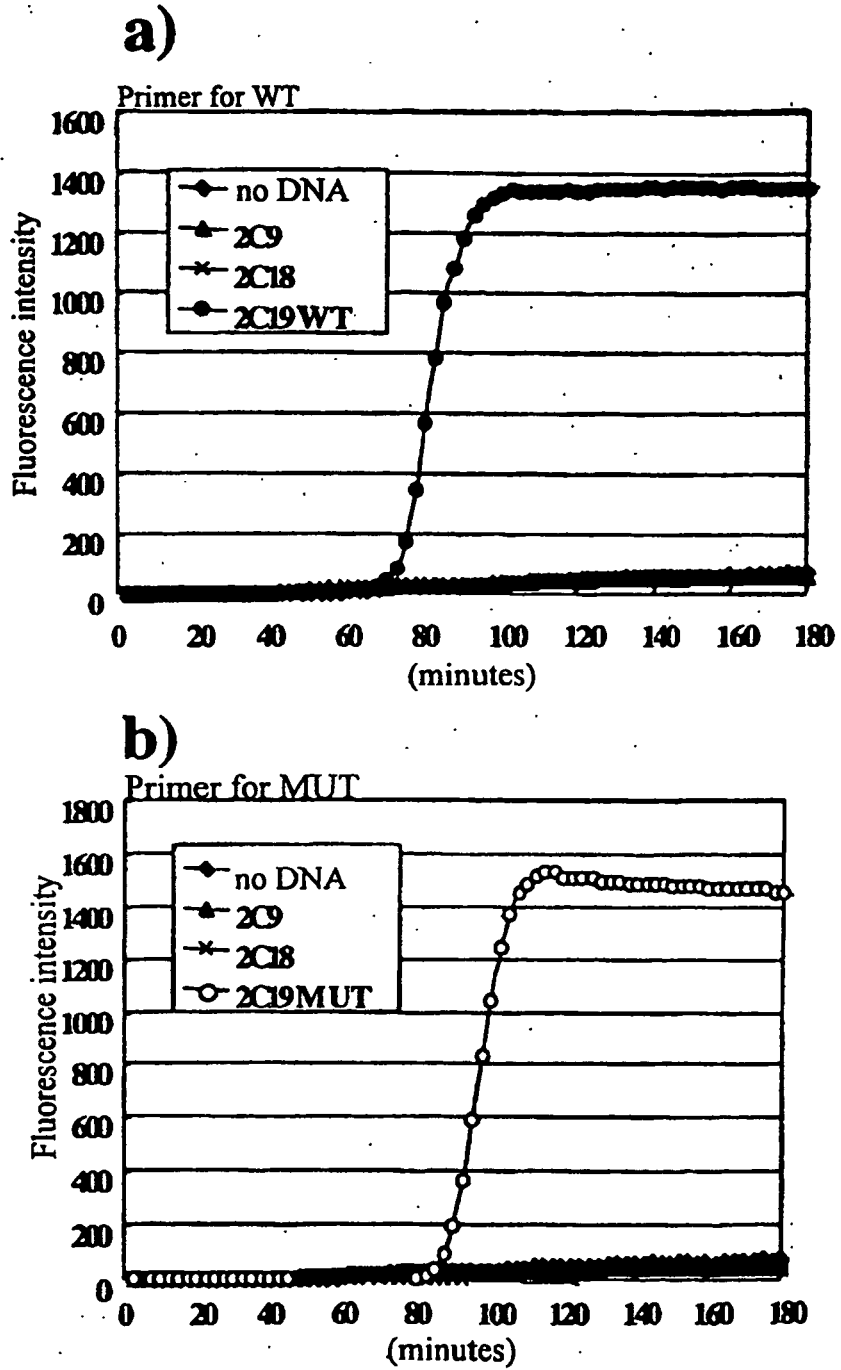 a)
Primer for WT
1600
1400
1200
1000
800
600
400
200
0
Fluorescence intensity
no DNA
2C9
2C18
2C19WT
0 20 40 60 80 100 120 140 160 180
(minutes)
b)
Primer for MUT
1800
1600
1400
1200
1000
800
600
400
200
0
Fluorescence intensity
no DNA
2C9
2C18
2C19MUT
0 20 40 60 80 100 120 140 160 180
(minutes)